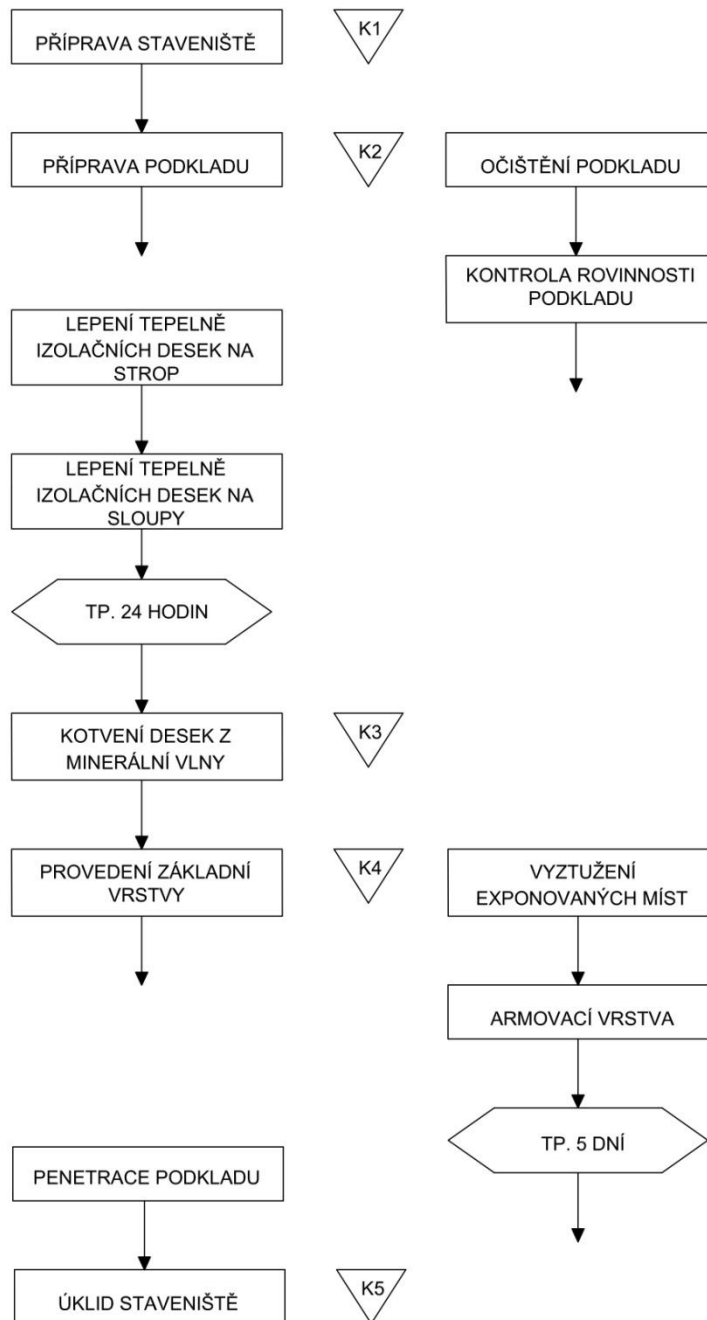 PŘÍPRAVA STAVENIŠTĚ
K1
PŘÍPRAVA PODKLADU
K2
OČIŠTĚNÍ PODKLADU
KONTROLA ROVINNOSTI
PODKLADU
LEPENÍ TEPELNĚ
IZOLAČNÍCH DESEK NA
STROP
LEPENÍ TEPELNĚ
IZOLAČNÍCH DESEK NA
SLOUPY
TP. 24 HODIN
KOTVENÍ DESEK Z
MINERÁLNÍ VLNY
K3
PROVEDENÍ ZÁKLADNÍ
VRSTVY
K4
VYZTUŽENÍ
EXPONOVANÝCH MÍST
ARMOVACÍ VRSTVA
TP. 5 DNÍ
PENETRACE PODKLADU
ÚKLID STAVENIŠTĚ
K5